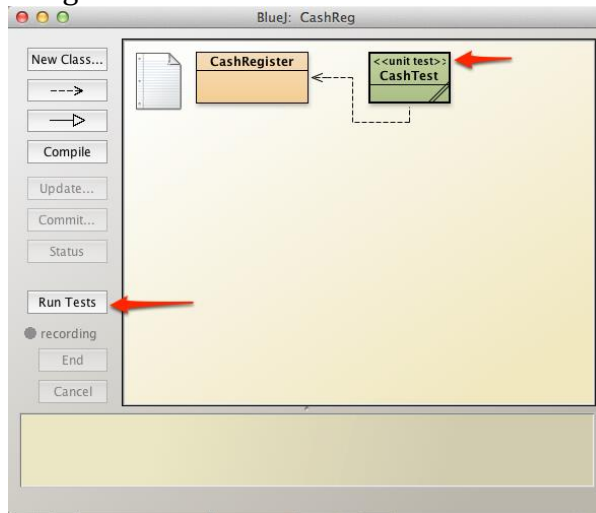 BlueJ: CashReg
New Class...
Compile
Update...
Commit...
Status
Run Tests
recording
End
Cancel
CashRegister
<<unit test>>
CashTest